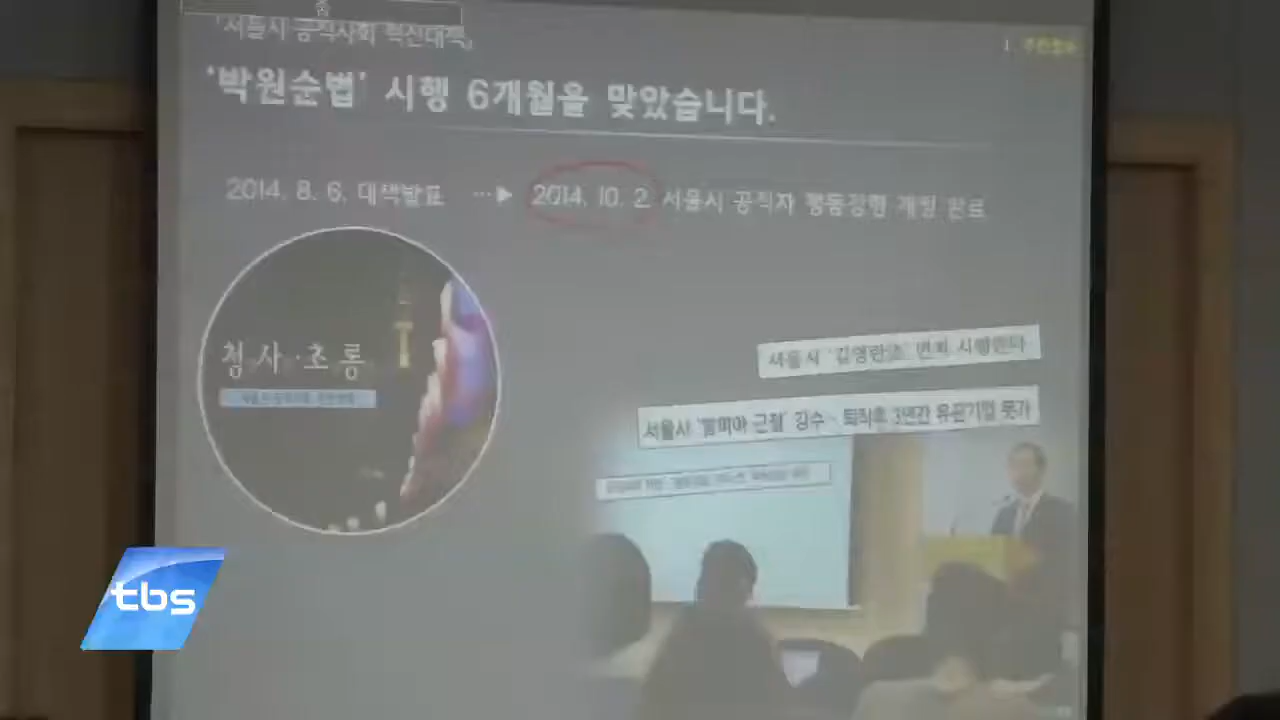 「서울시 공직사회 혁신대책」
'박원순법' 시행 6개월을 맞았습니다.
2014. 8. 6. 대책발표 ···▶ 2014. 10. 2. 서울시 공직자 행동강령 개정 완료
서울시 '김영란법' 먼저 시행한다
청사·초롱
서울시 '관피아 근절' 강수‥ 퇴직후 3년간 유관기업 못가
tbs